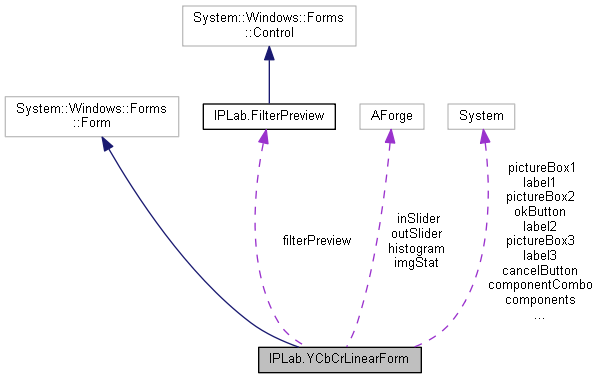 System::Windows::Forms
::Control
System::Windows::Forms
::Form
IPLab.FilterPreview
AForge
System
filterPreview
inSlider
outSlider
histogram
imgStat
pictureBox1
label1
pictureBox2
okButton
label2
pictureBox3
label3
cancelButton
componentCombo
components
...
IPLab.YCbCrLinearForm